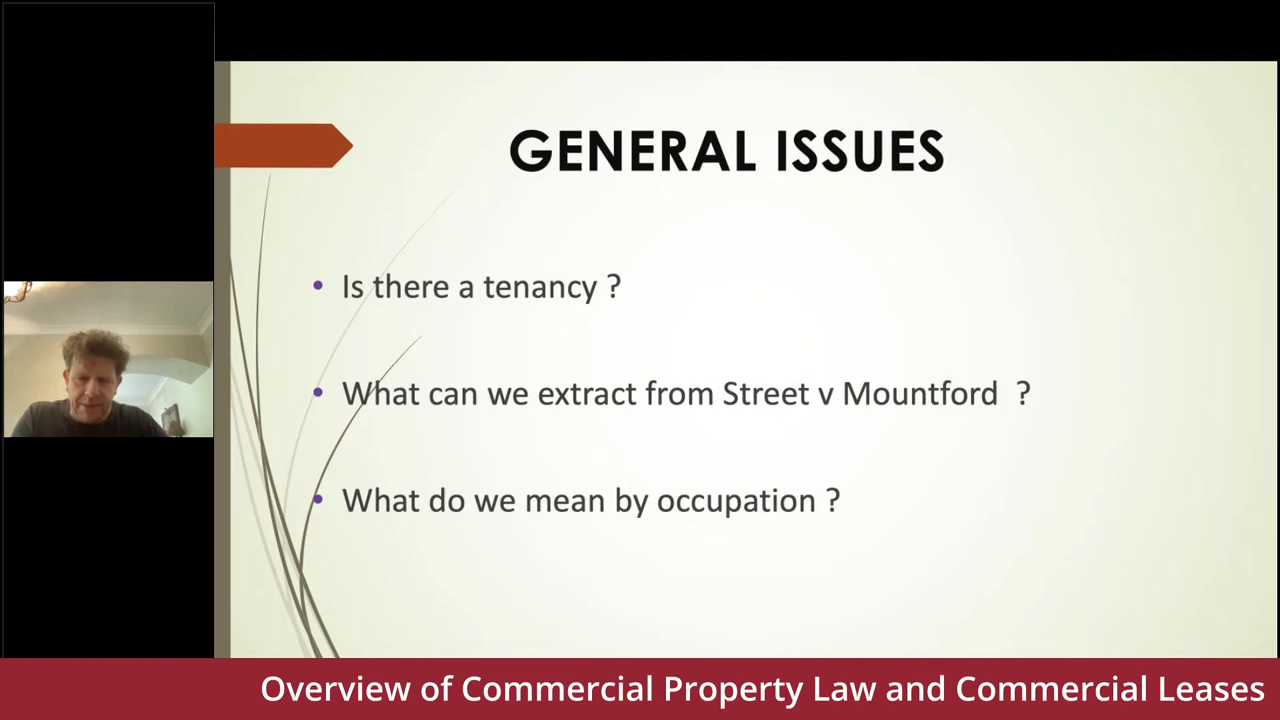 GENERAL ISSUES
• Is there a tenancy ?
• What can we extract from Street v Mountford  ?
• What do we mean by occupation ?
Overview of Commercial Property Law and Commercial Leases